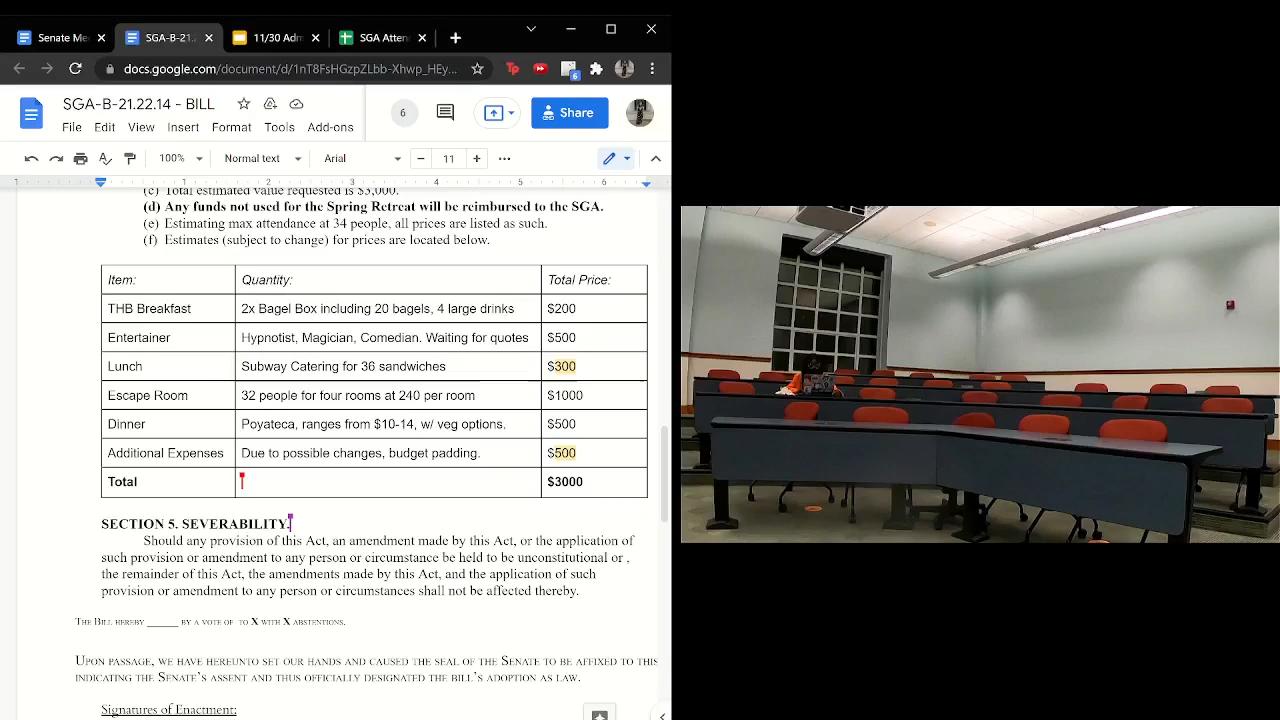 Senate Me
SGA-B-21.
11/30 Adm
SGA Atten
docs.google.com/document/d/1nT8FsHGzpZLbb-Xhwp_HEy...
6
SGA-B-21.22.14 - BILL
6
Share
File Edit View Insert Format Tools Add-ons
100% Normal text Arial 11
1 1 2 3 4 5 6
(c) Total estimated value requested is $3,000.
(d) Any funds not used for the Spring Retreat will be reimbursed to the SGA.
(e) Estimating max attendance at 34 people, all prices are listed as such.
(f) Estimates (subject to change) for prices are located below.
Item: Quantity: Total Price:
THB Breakfast 2x Bagel Box including 20 bagels, 4 large drinks $200
Entertainer Hypnotist, Magician, Comedian. Waiting for quotes $500
Lunch Subway Catering for 36 sandwiches $300
Escape Room 32 people for four rooms at 240 per room $1000
Dinner Poyateca, ranges from $10-14, w/ veg options. $500
Additional Expenses Due to possible changes, budget padding. $500
Total $3000
SECTION 5. SEVERABILITY.
Should any provision of this Act, an amendment made by this Act, or the application of
such provision or amendment to any person or circumstance be held to be unconstitutional or ,
the remainder of this Act, the amendments made by this Act, and the application of such
provision or amendment to any person or circumstances shall not be affected thereby.
The Bill hereby ______ by a vote of to X with X abstentions.
Upon passage, we have hereunto set our hands and caused the seal of the Senate to be affixed to this
indicating the Senate's assent and thus officially designated the bill's adoption as law.
Signatures of Enactment: